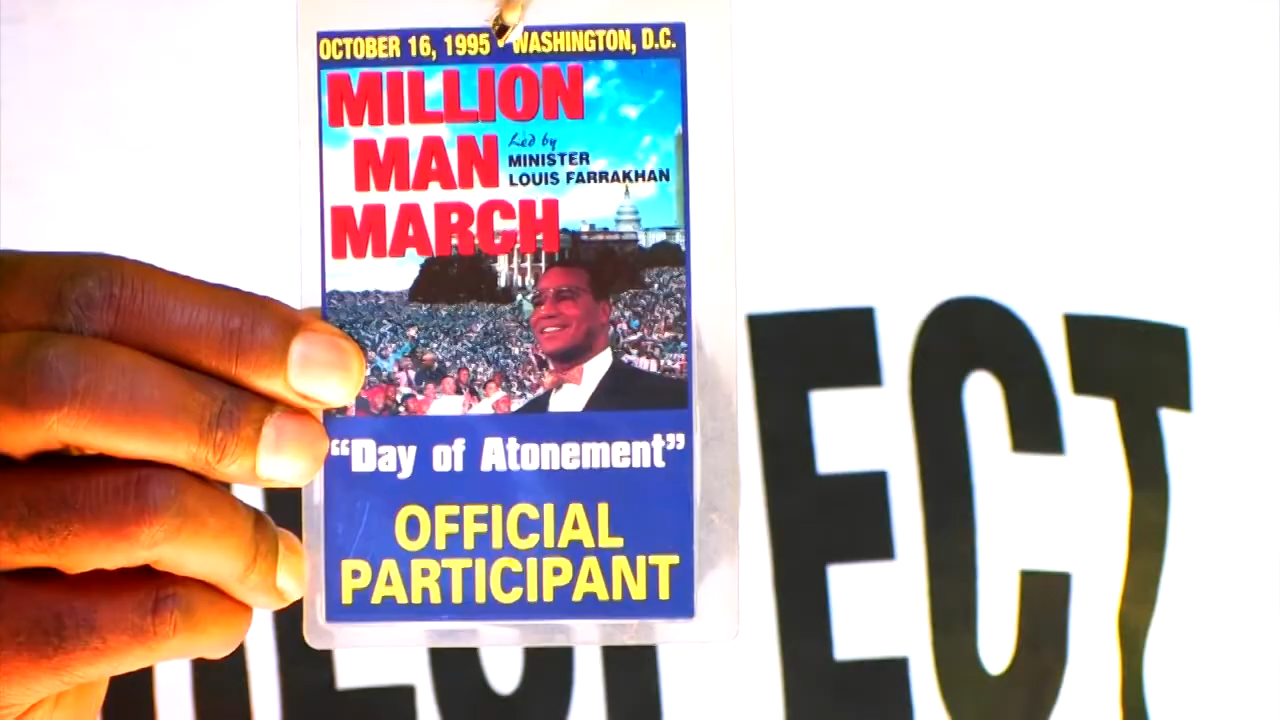 OCTOBER 16, 1995 • WASHINGTON, D.C.
MILLION
MAN
MARCH
Led by
MINISTER
LOUIS FARRAKHAN
"Day of Atonement"
OFFICIAL
PARTICIPANT
ECT